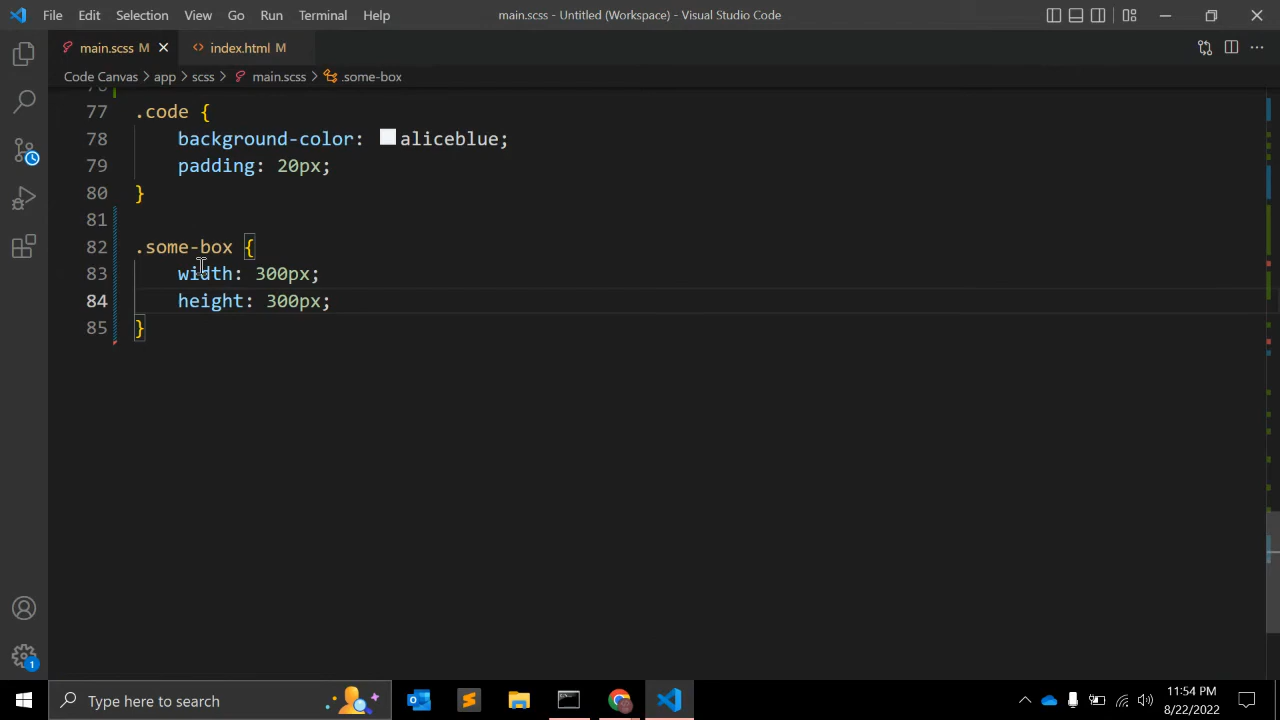 File Edit Selection View Go Run Terminal Help main.scss - Untitled (Workspace) - Visual Studio Code
main.scss M index.html M
Code Canvas > app > scss > main.scss > .some-box
77 .code {
78 background-color: aliceblue;
79 padding: 20px;
80 }
81
82 .some-box {
83 width: 300px;
84 height: 300px;
85 }
1
Type here to search
11:54 PM
8/22/2022